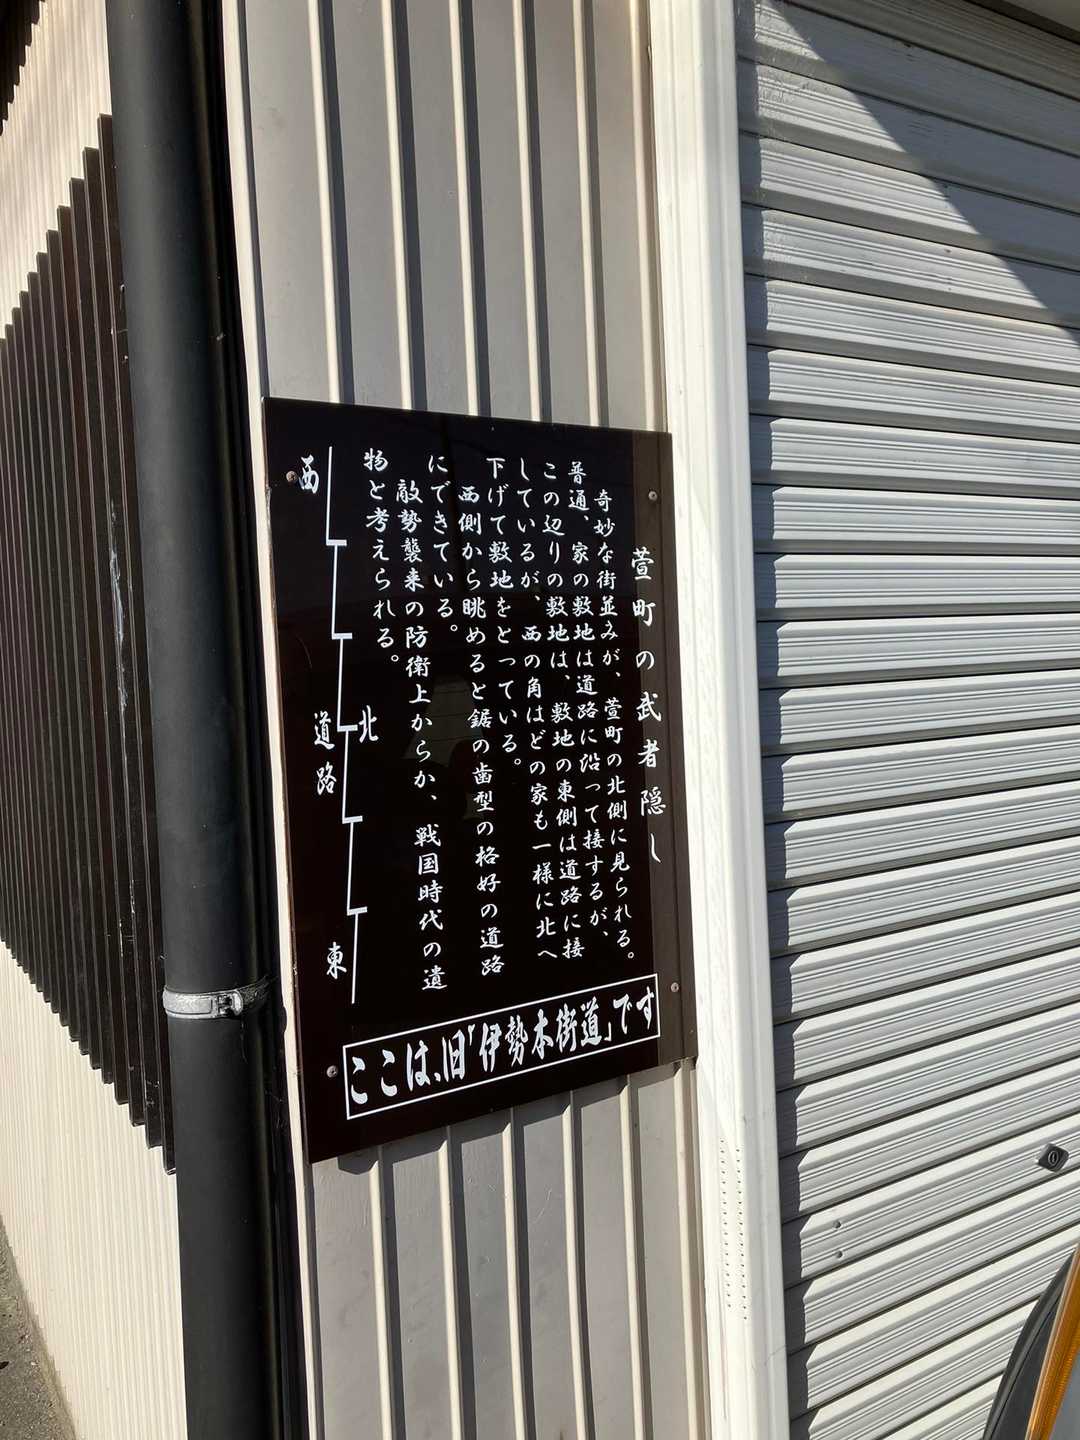 萱町の武者隠し
奇妙な街並みが、萱町の北側に見られる。
普通、家の敷地は道路に沿って接するが、
この辺りの敷地は、敷地の東側は道路に接
しているが、西の角はどの家も一様に北へ
下げて敷地をとっている。
西側から眺めると鋸の歯型の格好の道路
にできている。
敵勢襲来の防衛上からか、戦国時代の遺
物と考えられる。
北
西
道路
東
ここは、旧「伊勢本街道」です